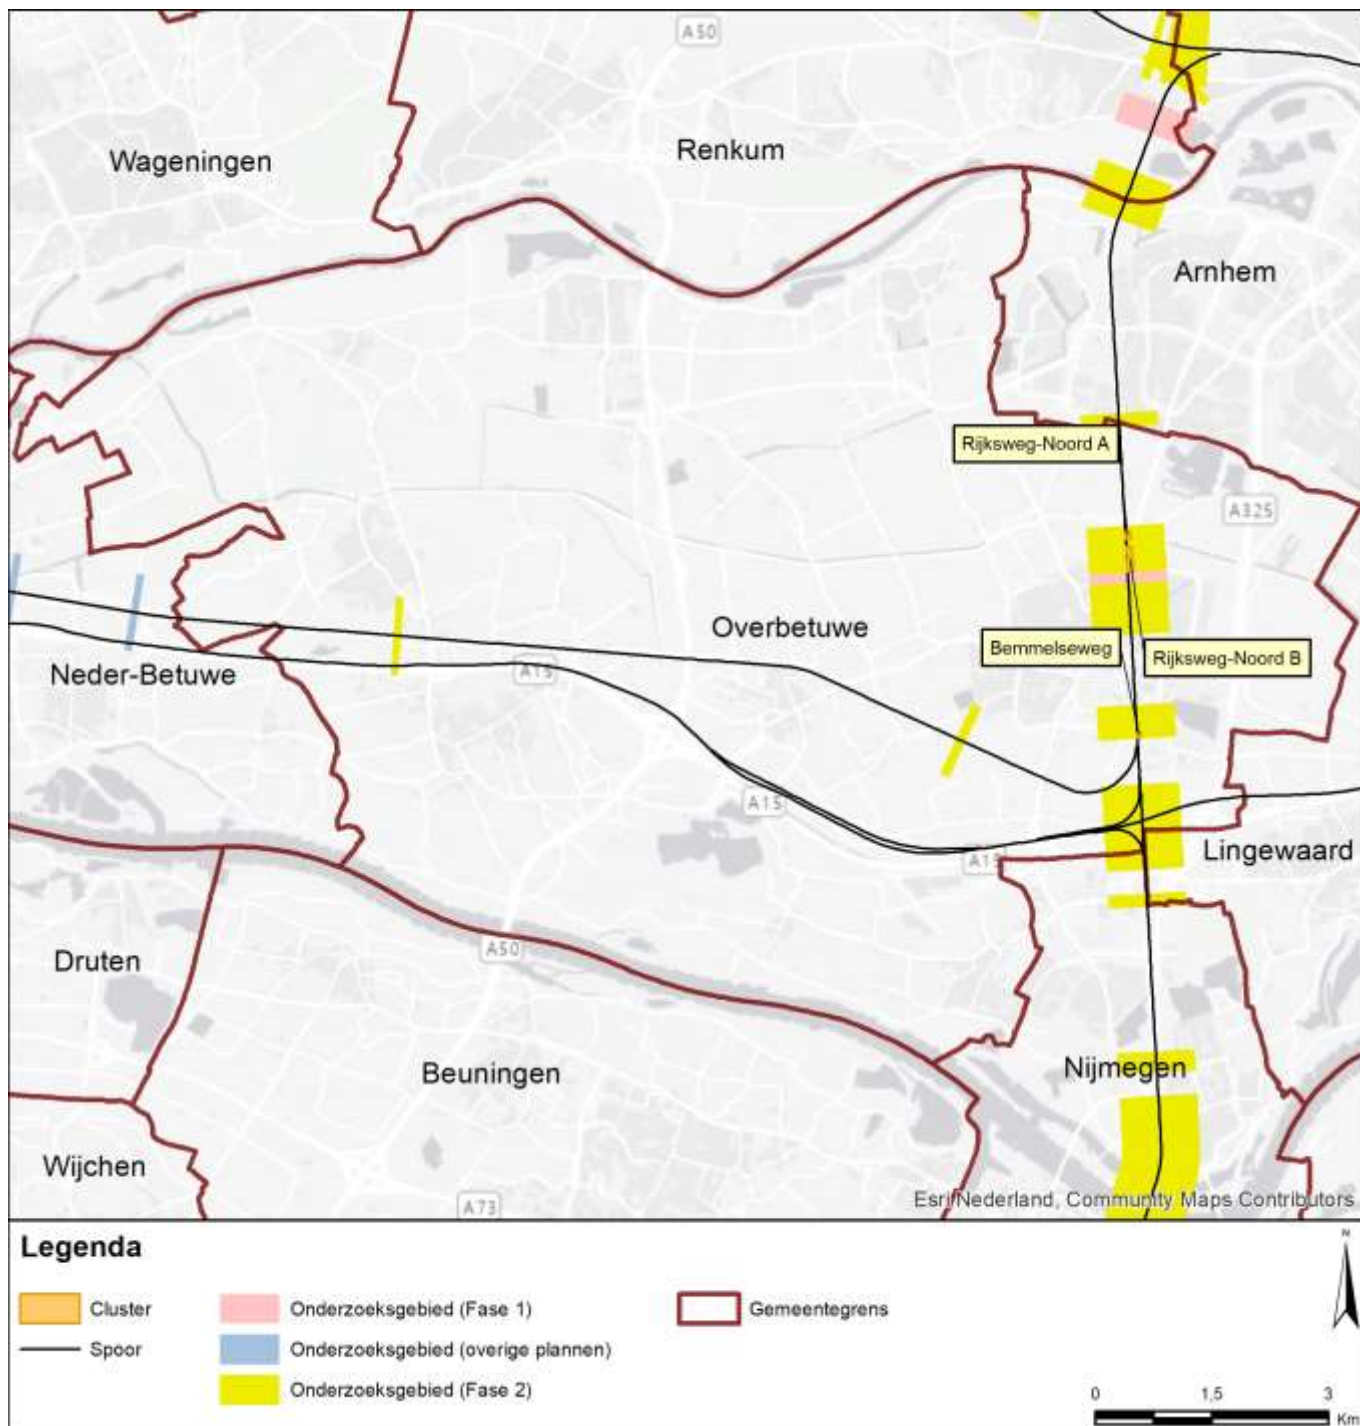 A50
Wageningen
Renkum
Arnhem
Rijksweg-Noord A
A325
Overbetuwe
Bemmelseweg
Rijksweg-Noord B
Neder-Betuwe
A15
A15
A15
Lingewaard
A50
Druten
Beuningen
Nijmegen
Wijchen
A73
Esri Nederland, Community Maps Contributors
Legenda
N
Cluster
Onderzoeksgebied (Fase 1)
Gemeentegrens
Spoor
Onderzoeksgebied (overige plannen)
Onderzoeksgebied (Fase 2)
0 1,5 3
Km